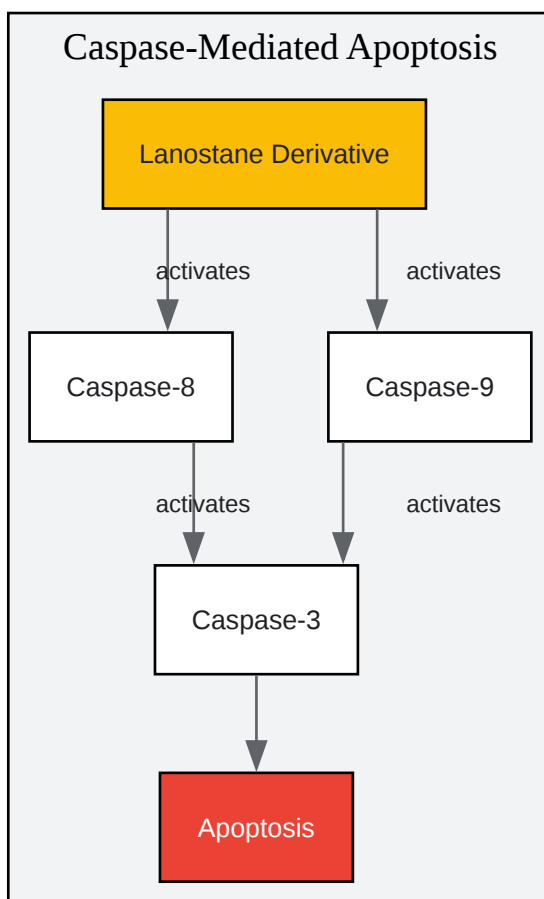 Caspase-Mediated Apoptosis
Lanostane Derivative
activates
activates
Caspase-8
Caspase-9
activates
activates
Caspase-3
Apoptosis